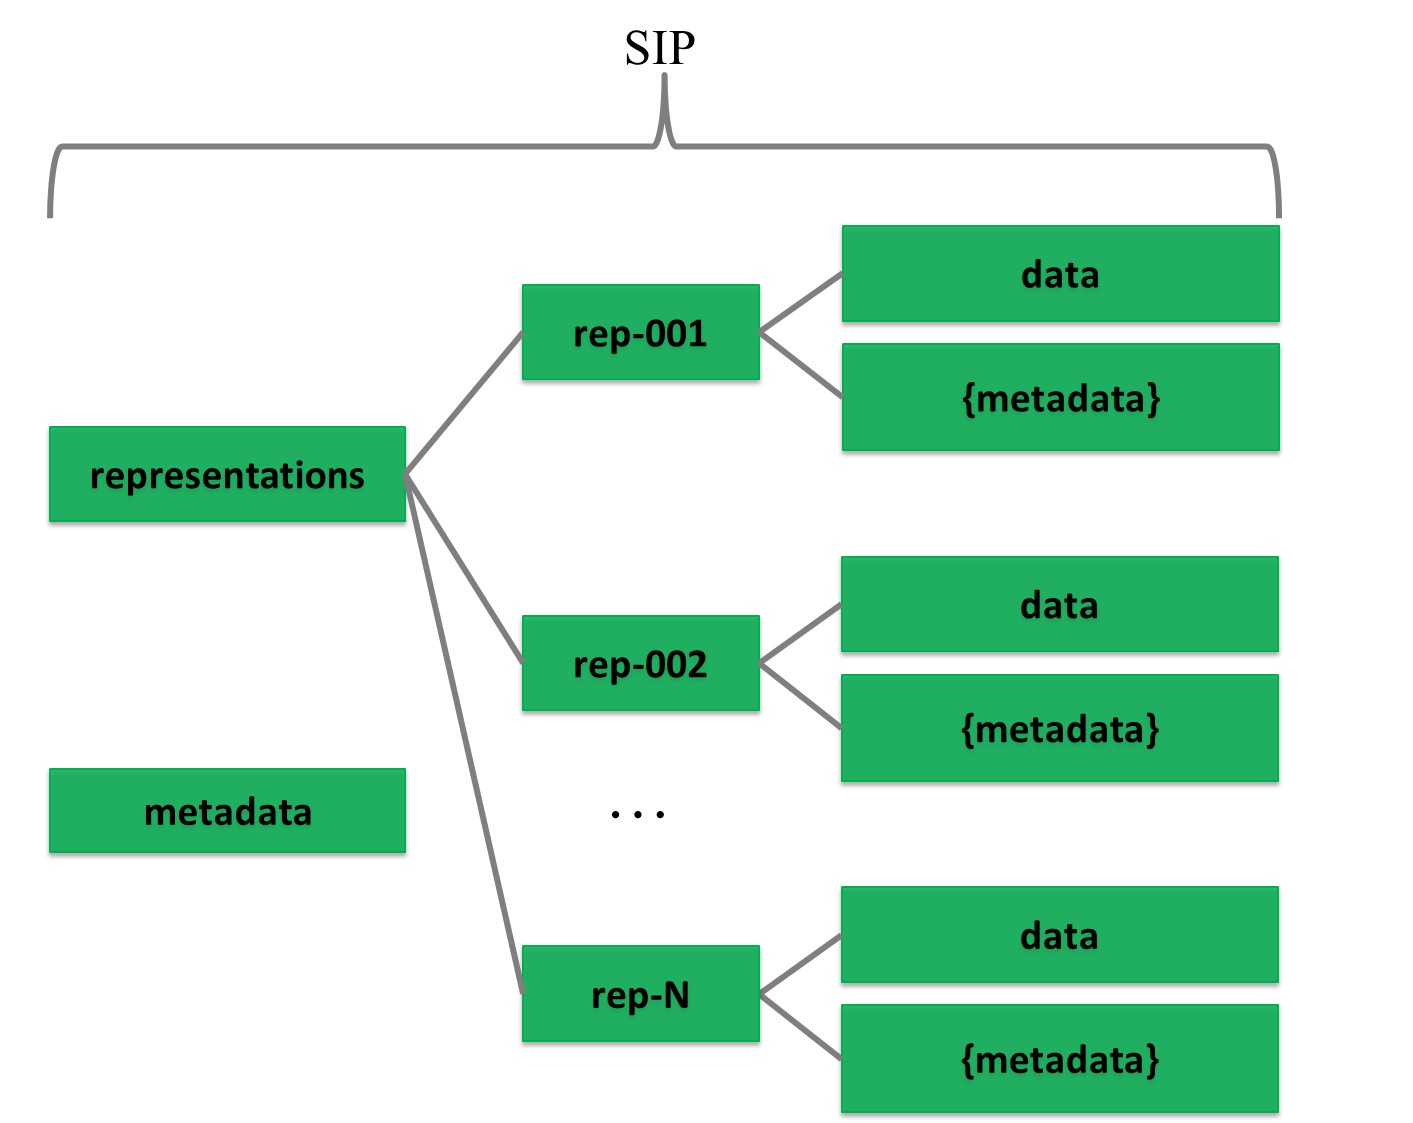 SIP
data
rep-001
{metadata}
representations
data
rep-002
{metadata}
metadata
...
data
rep-N
{metadata}